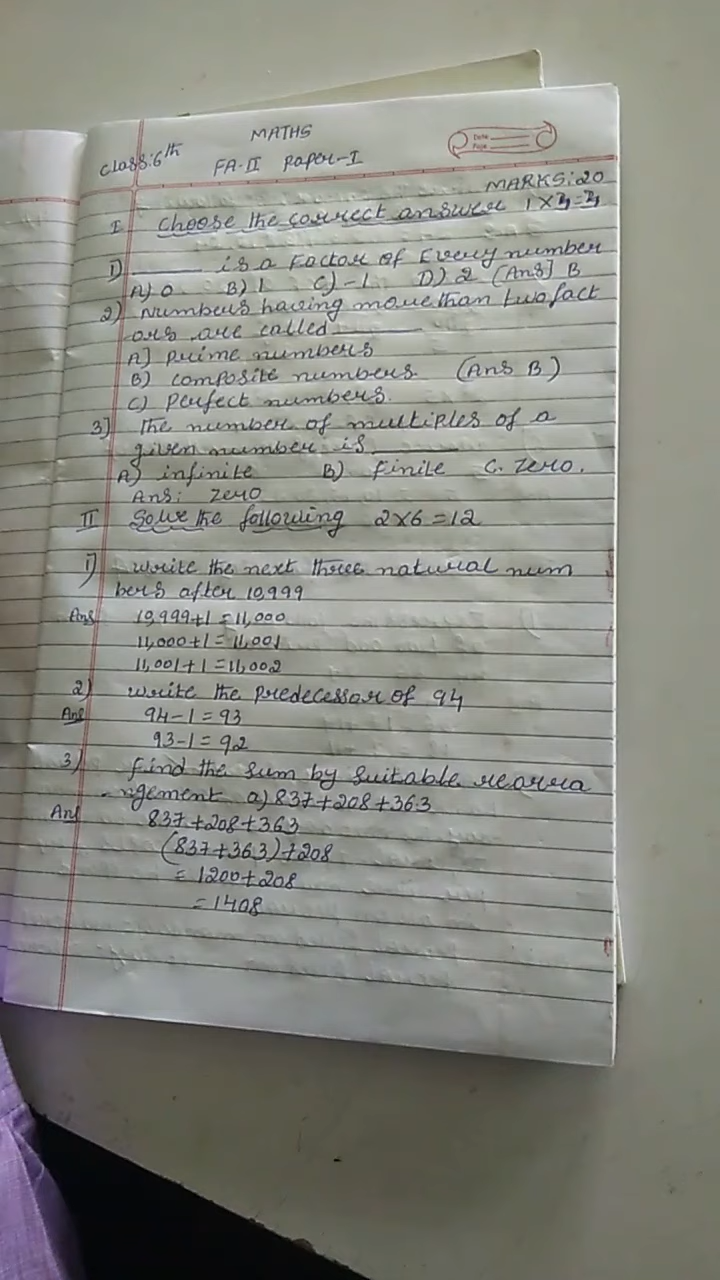 MATHS
Class:6th FA-II Paper-I
Date
Page
MARKS:20
I Choose the correct answer 1×3=3
1) ______ is a Factor of Every number
A) 0 B) 1 C) -1 D) 2 (Ans) B
2) Numbers having more than two fact
ors are called ______
A] prime numbers
B) composite numbers (Ans B)
C) Perfect numbers.
3] The number of multiples of a
given number is ______
A) infinite B) finite C. Zero.
Ans: Zero
II Solve the following 2×6=12
1) write the next three natural num
bers after 10,999
Ans 10,999+1=11,000
11,000+1=11,001
11,001+1=11,002
2) write the predecessor of 94
Ans 94-1=93
93-1=92
3) find the sum by suitable rearra
-ngement a) 837+208+363
Ans 837+208+363
(837+363)+208
=1200+208
=1408